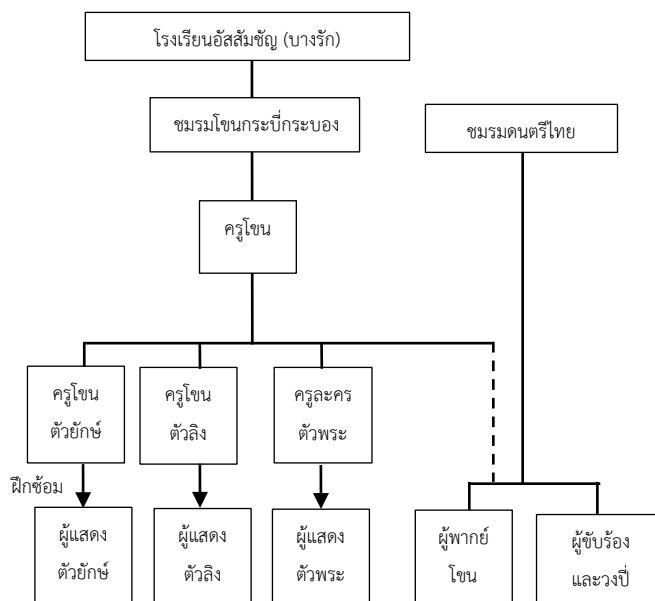 โรงเรียนอัสสัมชัญ (บางรัก)
ชมรมโขนกระบี่กระบอง
ชมรมดนตรีไทย
ครูโขน
ครูโขน
ตัวยักษ์
ครูโขน
ตัวลิง
ครูละคร
ตัวพระ
ฝึกซ้อม
ผู้แสดง
ตัวยักษ์
ผู้แสดง
ตัวลิง
ผู้แสดง
ตัวพระ
ผู้พากย์
โขน
ผู้ขับร้อง
และวงปี่